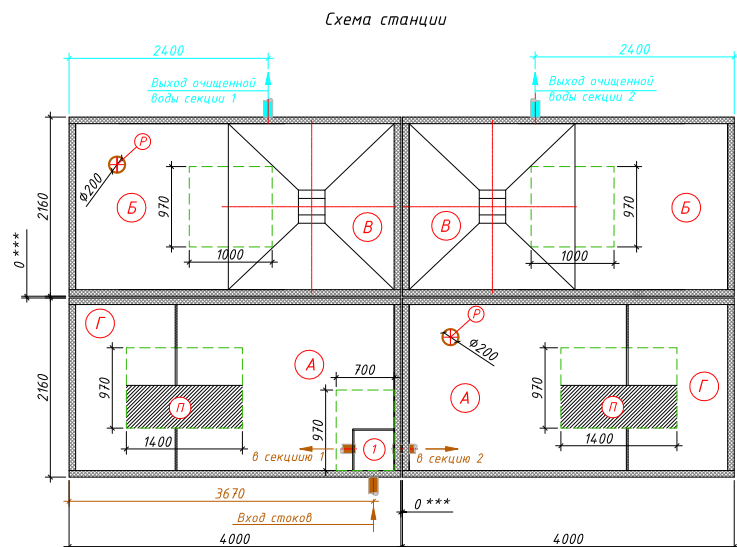 Схема станции
2400
2400
Выход очищенной
воды секции 1
Выход очищенной
воды секции 2
Р
Ф200
Б
970
1000
В
В
970
1000
Б
2160
0 ***
Г
970
П
1400
А
700
970
1
в секциию 1
в секцию 2
Р
Ф200
А
970
П
1400
Г
2160
3670
Вход стоков
0 ***
4000
4000